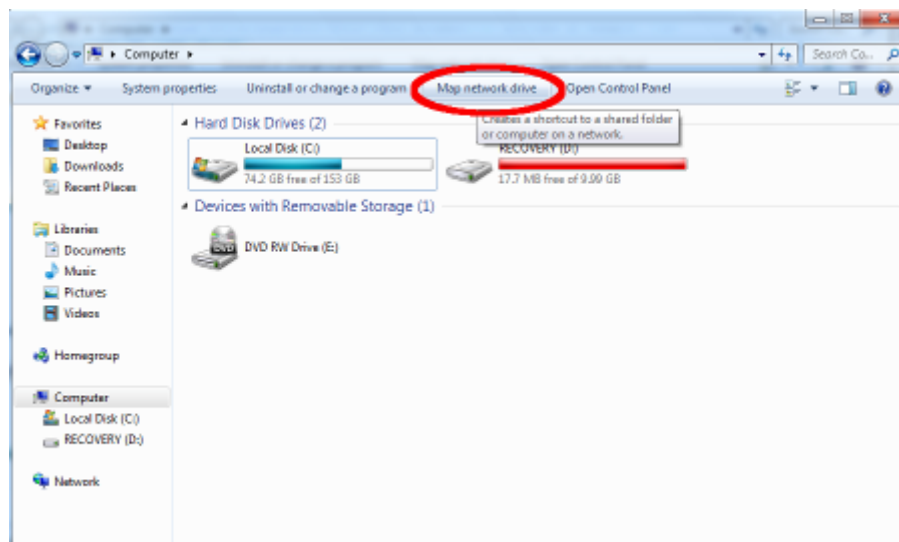 Computer
Search Co...
Organize
System properties
Uninstall or change a program
Map network drive
Open Control Panel
Creates a shortcut to a shared folder
or computer on a network.
Favorites
Desktop
Downloads
Recent Places
Libraries
Documents
Music
Pictures
Videos
Homegroup
Computer
Local Disk (C:)
RECOVERY (D:)
Network
Hard Disk Drives (2)
Local Disk (C:)
74.2 GB free of 153 GB
RECOVERY (D:)
17.7 MB free of 9.99 GB
Devices with Removable Storage (1)
DVD RW Drive (E:)
DVD